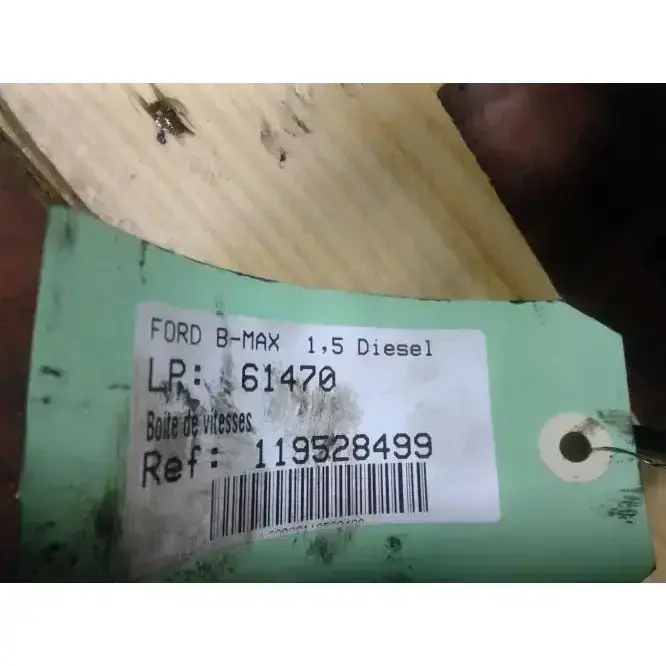 FORD B-MAX 1,5 Diesel
LP: 61470
Boite de vitesses
Ref: 119528499